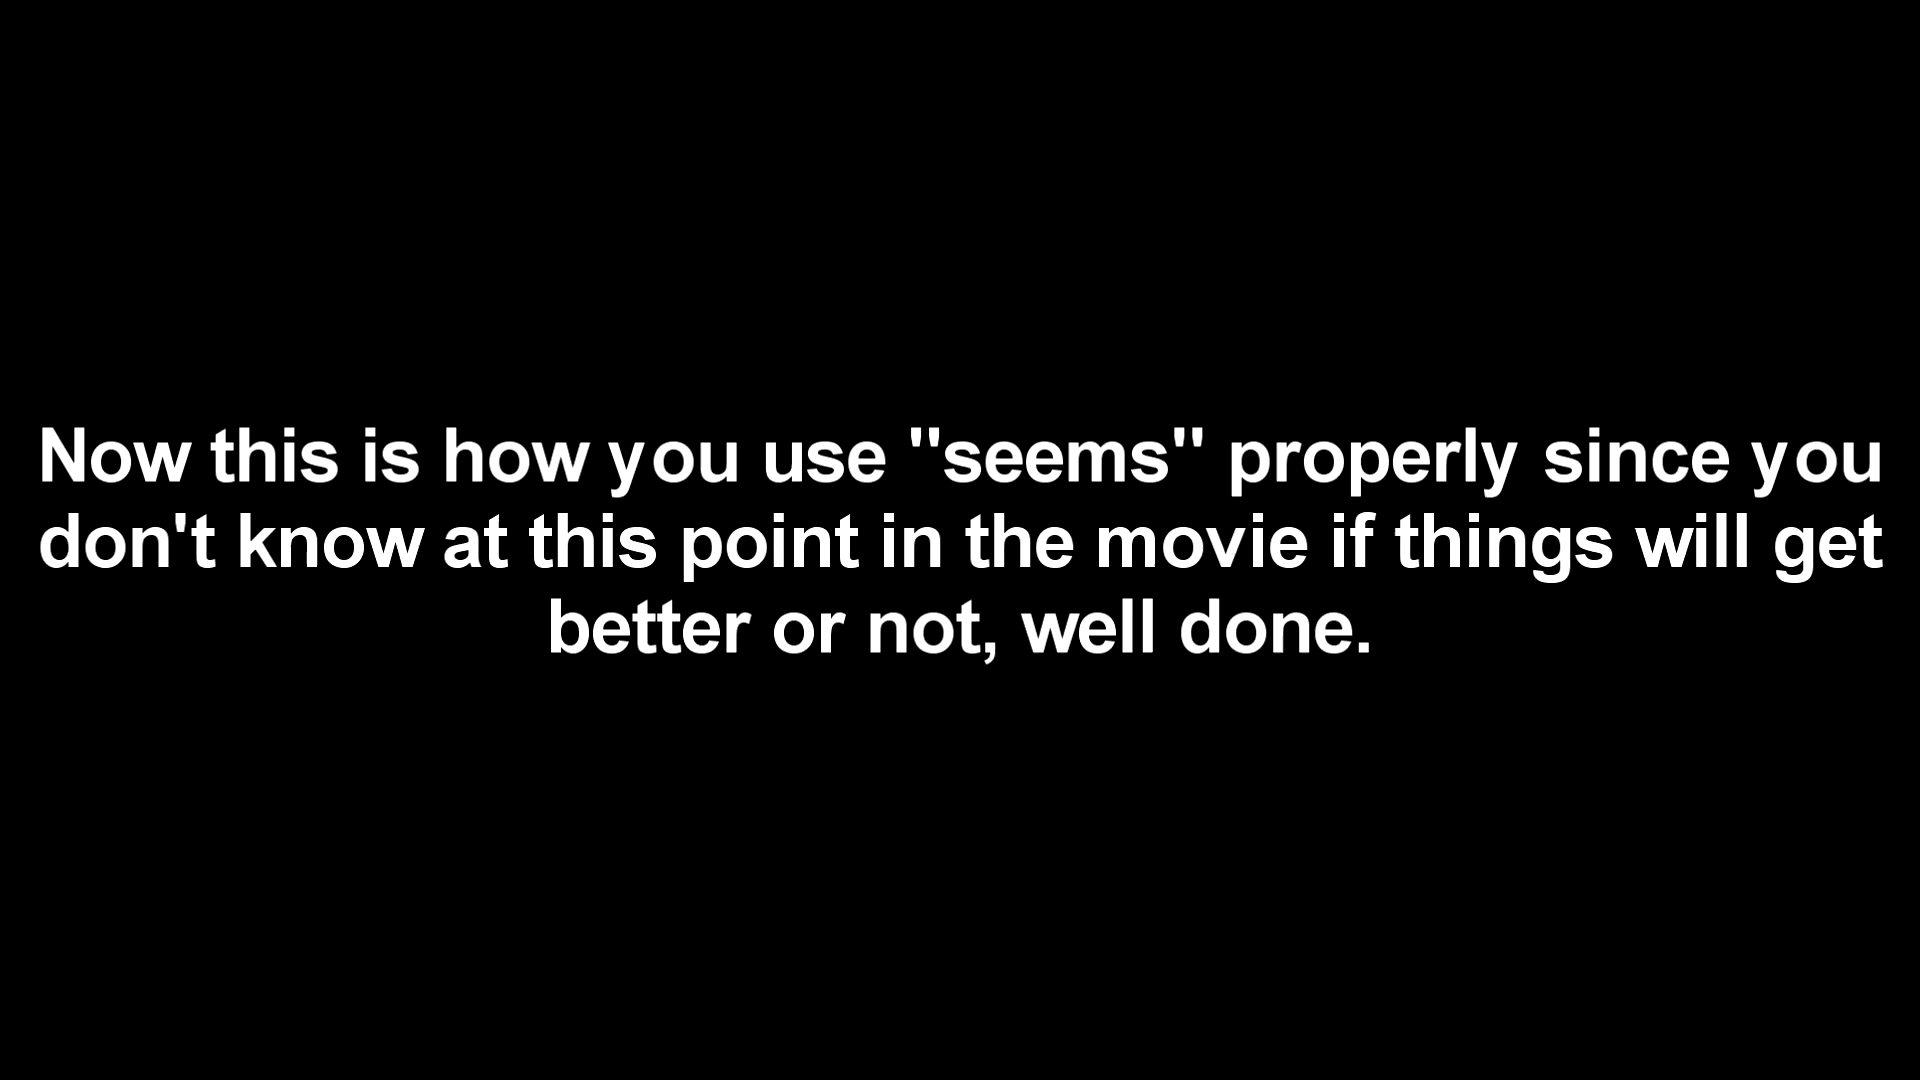 Now this is how you use "seems" properly since you
don't know at this point in the movie if things will get
better or not, well done.